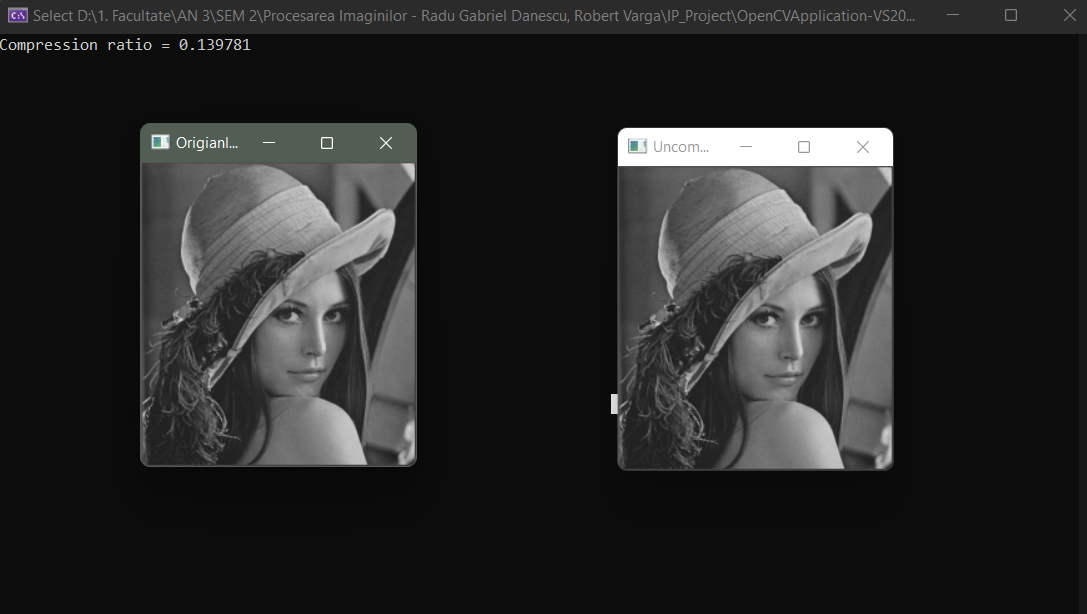 Select D:\1. Facultate\AN 3\SEM 2\Procesarea Imaginilor - Radu Gabriel Danescu, Robert Varga\IP_Project\OpenCVApplication-VS20...
Compression ratio = 0.139781
Origianl...
Uncom...